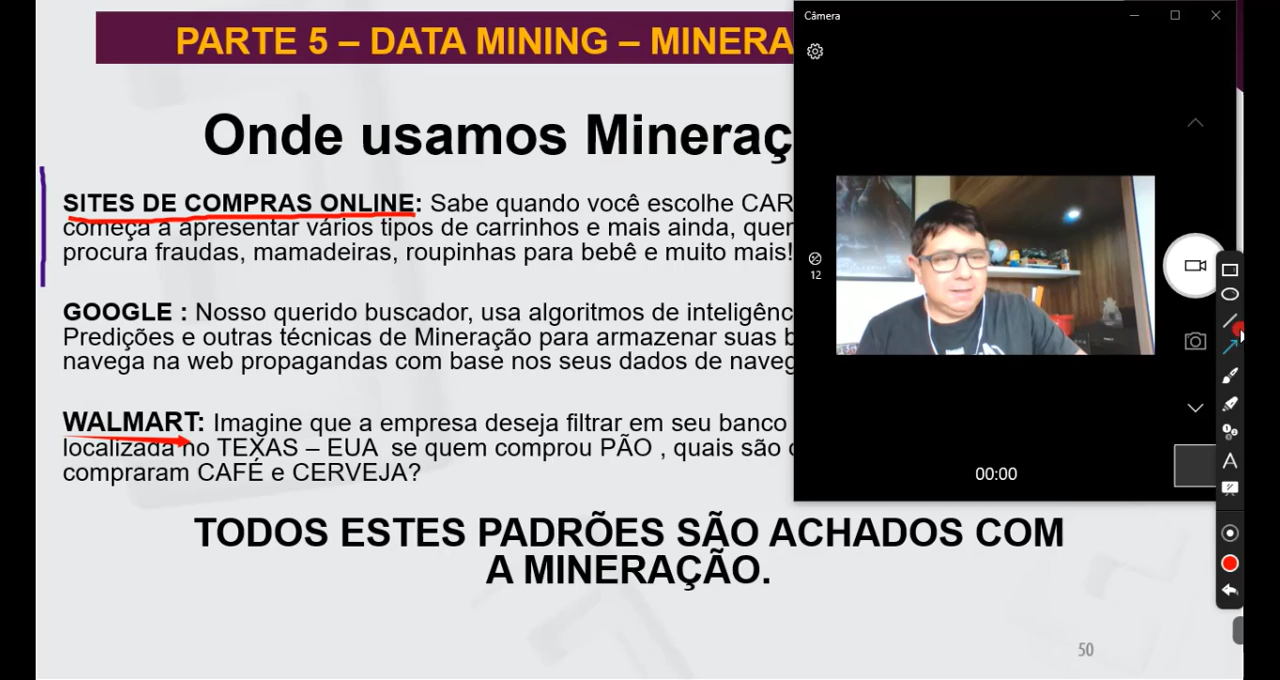 PARTE 5 – DATA MINING – MINERA
Câmera
Onde usamos Mineraç
SITES DE COMPRAS ONLINE: Sabe quando você escolhe CAR
começa a apresentar vários tipos de carrinhos e mais ainda, quer
procura fraudas, mamadeiras, roupinhas para bebê e muito mais!
12
GOOGLE : Nosso querido buscador, usa algoritmos de inteligênc
Predições e outras técnicas de Mineração para armazenar suas b
navega na web propagandas com base nos seus dados de naveg
WALMART: Imagine que a empresa deseja filtrar em seu banco
localizada no TEXAS – EUA se quem comprou PÃO , quais são
compraram CAFÉ e CERVEJA?
00:00
A
TODOS ESTES PADRÕES SÃO ACHADOS COM
A MINERAÇÃO.
50